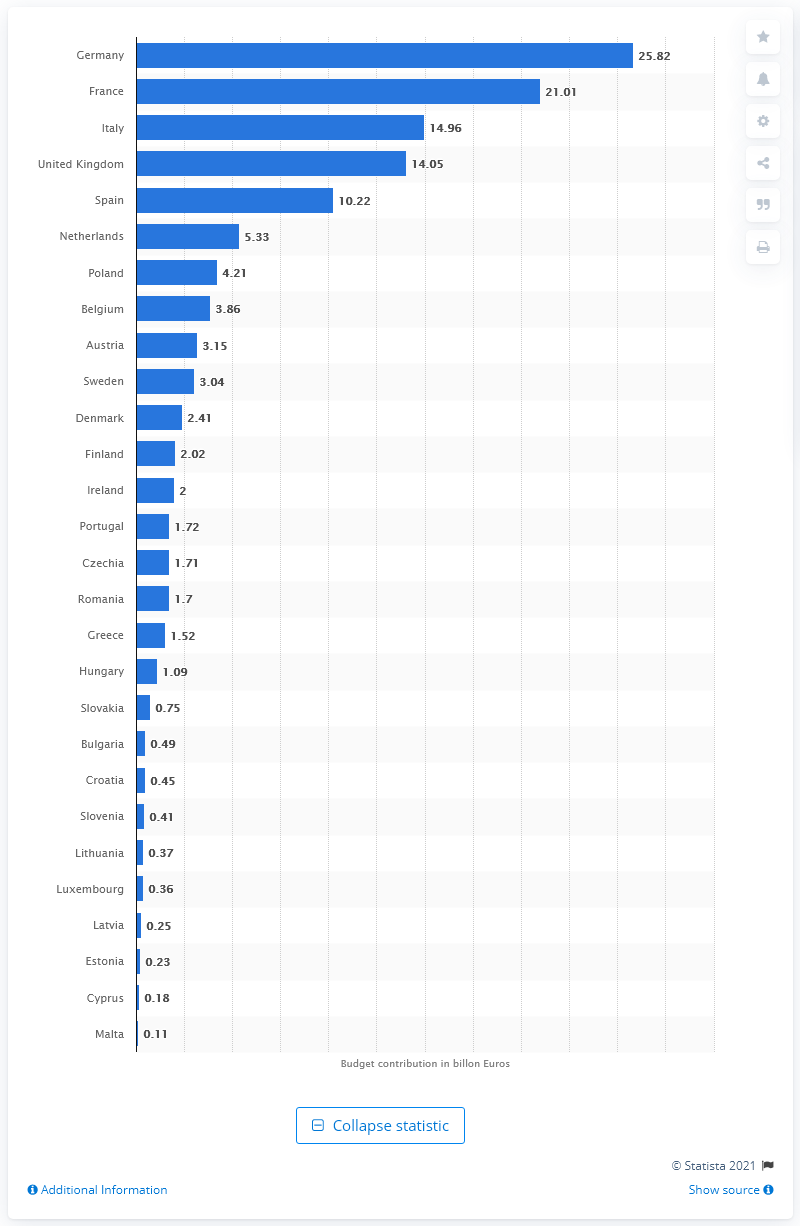 Germany 25.82
France 21.01
Italy 14.96
United Kingdom 14.05
Spain 10.22
Netherlands 5.33
Poland 4.21
Belgium 3.86
Austria 3.15
Sweden 3.04
Denmark 2.41
Finland 2.02
Ireland 2
Portugal 1.72
Czechia 1.71
Romania 1.7
Greece 1.52
Hungary 1.09
Slovakia 0.75
Bulgaria 0.49
Croatia 0.45
Slovenia 0.41
Lithuania 0.37
Luxembourg 0.36
Latvia 0.25
Estonia 0.23
Cyprus 0.18
Malta 0.11
Budget contribution in billon Euros
Collapse statistic
© Statista 2021
Additional Information Show source